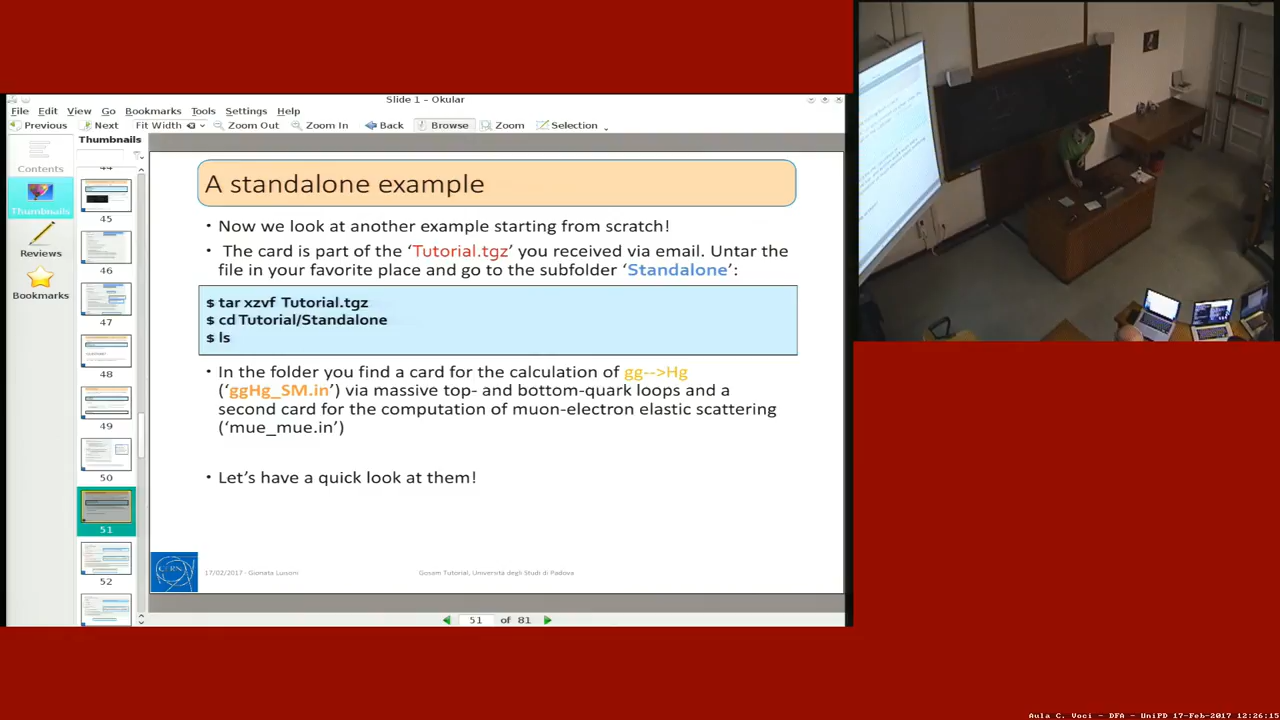 Slide 1 - Okular
File Edit View Go Bookmarks Tools Settings Help
Previous Next Fit Width Zoom Out Zoom In Back Browse Zoom Selection
Contents
Thumbnails
Reviews
Bookmarks
Thumbnails
44
45
46
47
48
49
50
51
52
A standalone example
• Now we look at another example starting from scratch!
• The card is part of the ‘Tutorial.tgz’ you received via email. Untar the
file in your favorite place and go to the subfolder ‘Standalone’:
$ tar xzvf Tutorial.tgz
$ cd Tutorial/Standalone
$ ls
• In the folder you find a card for the calculation of gg-->Hg
(‘ggHg_SM.in’) via massive top- and bottom-quark loops and a
second card for the computation of muon-electron elastic scattering
(‘mue_mue.in’)
• Let’s have a quick look at them!
CERN
17/02/2017 - Gionata Luisoni
Gosam Tutorial, Universita degli Studi di Padova
51 of 81
Aula C. Voci - DFA - UniPD 17-Feb-2017 12:26:15